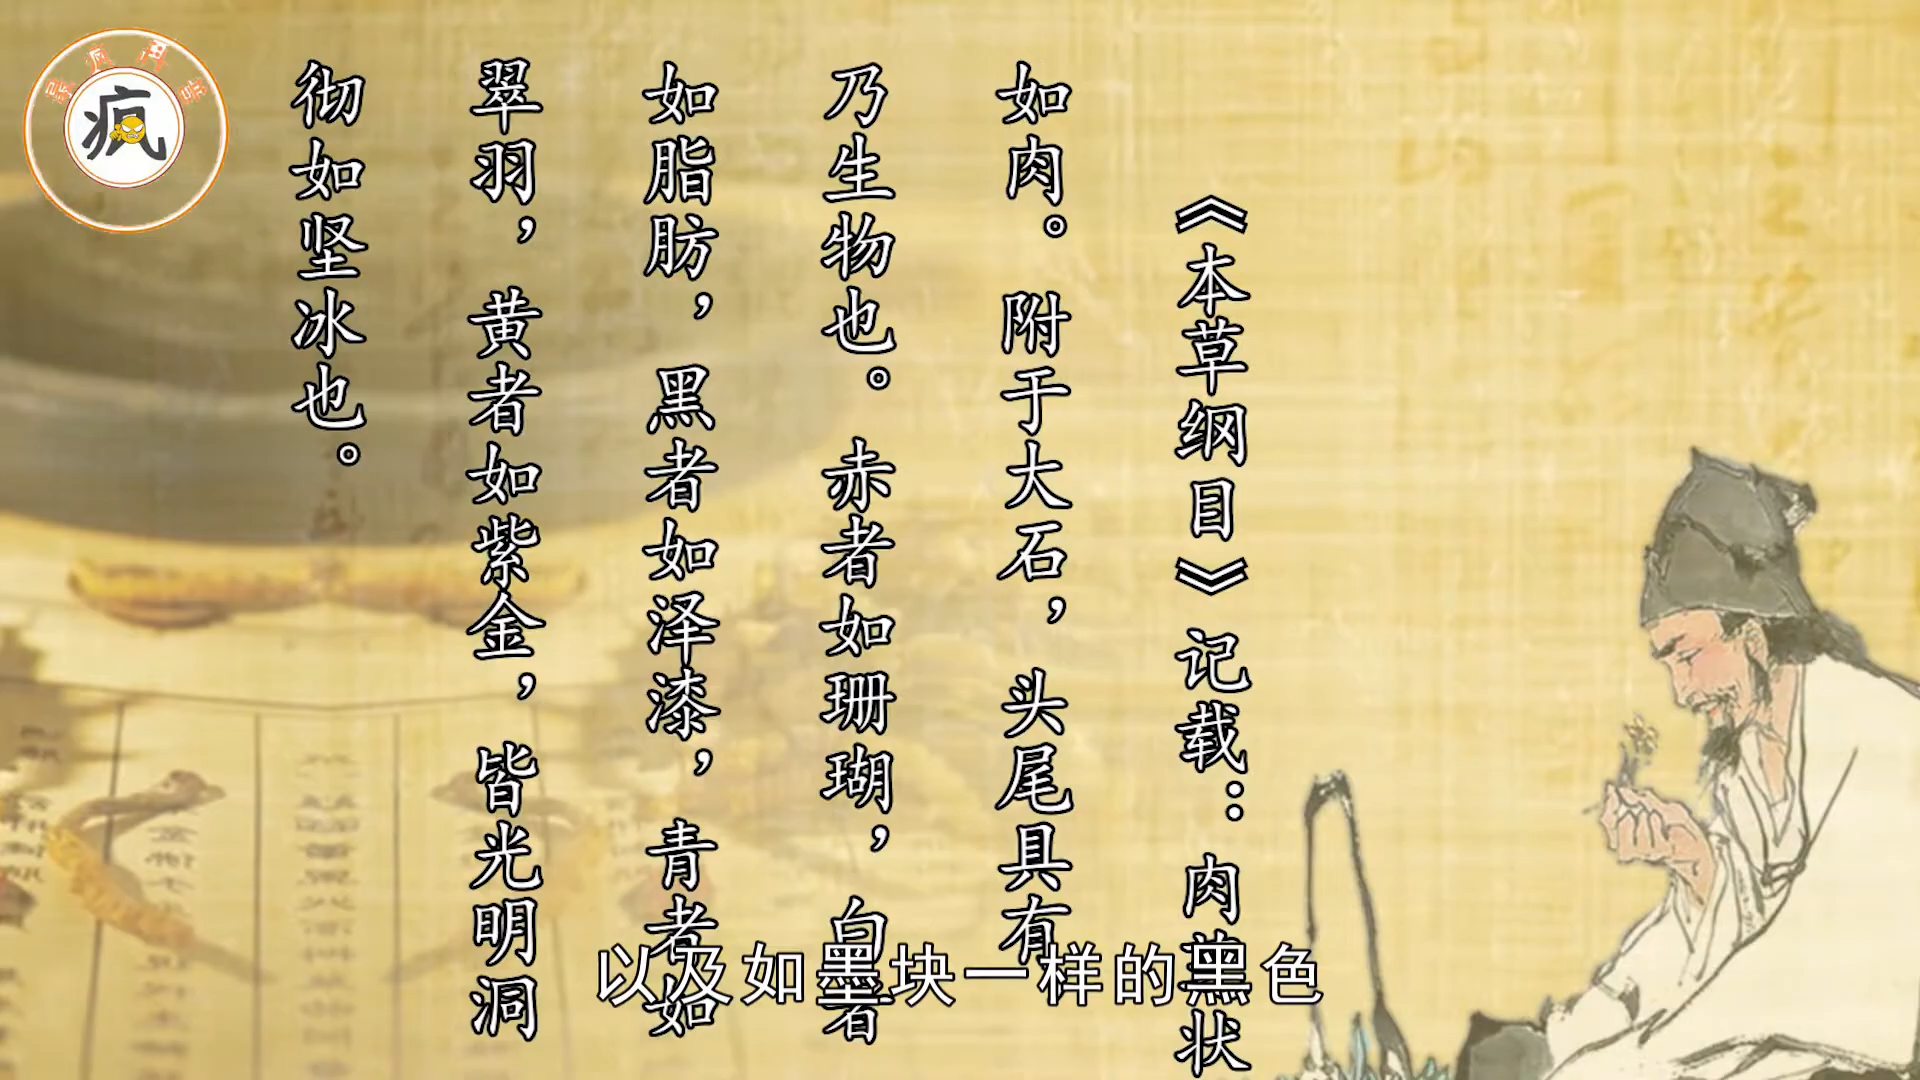 《本草纲目》记载：肉芝状
如肉。附于大石，头尾具有
乃生物也。赤者如珊瑚，白者
如脂肪，黑者如泽漆，青者如
翠羽，黄者如紫金，皆光明洞
彻如坚冰也。
以及如墨块一样的黑色
疯